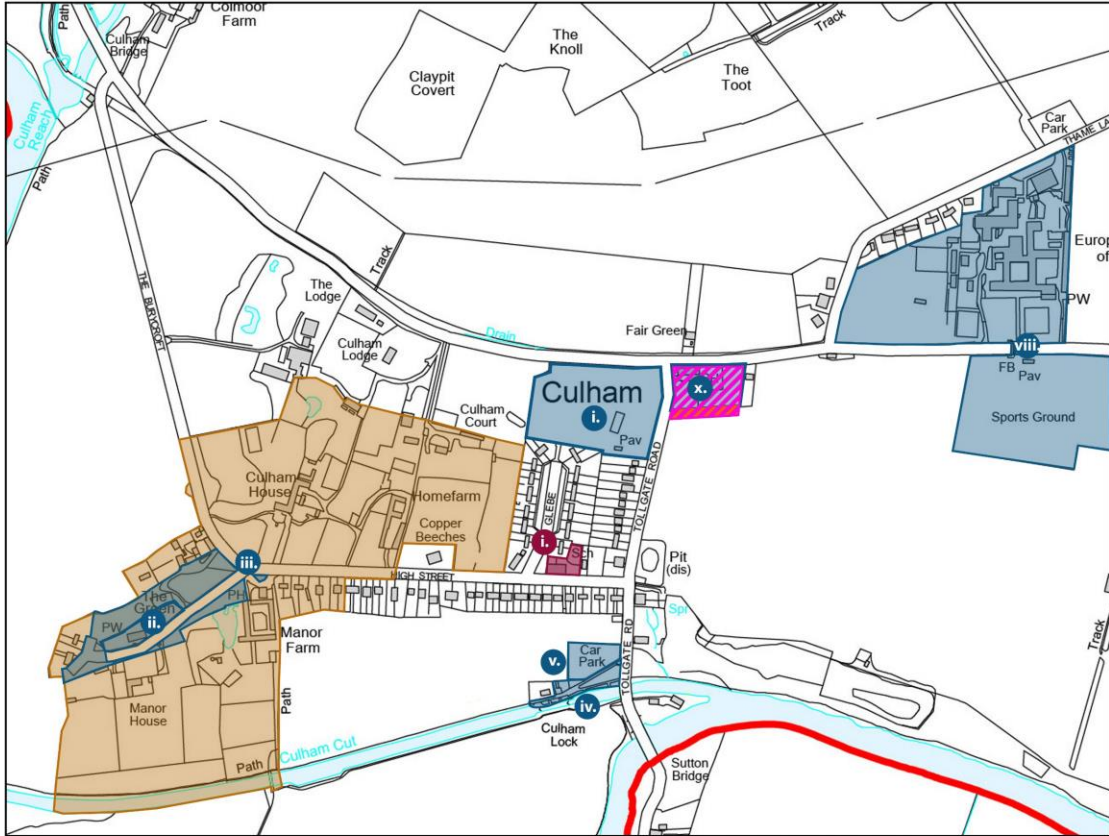 Path
Colmoor
Farm
Culham
Bridge
The
Knoll
Track
Claypit
Covert
The
Toot
Car
Park
THAME LA
Culham
Reach
Path
Track
THE BURYCROFT
The
Lodge
Culham
Lodge
Drain
Fair Green
Europ
of
PW
viii.
FB
Pav
Sports Ground
Culham
i.
Pav
x.
Culham
Court
Culham
House
Homefarm
Copper
Beeches
GLEBE
TOLLGATE ROAD
i.
Sch
Pit
(dis)
HIGH STREET
iii.
The
Green
PH
ii.
PW
Manor
Farm
Spr
Car
Park
v.
iv.
TOLLGATE RD
Track
Manor
House
Path
Culham Cut
Culham
Lock
Path
Sutton
Bridge